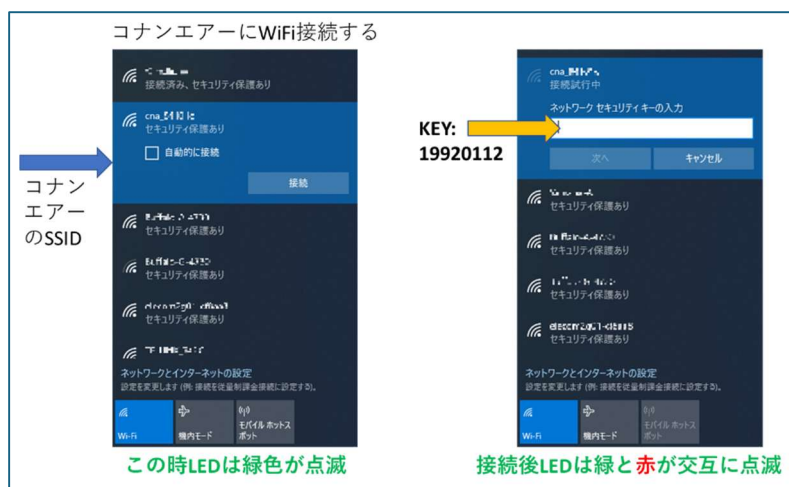 コナンエアーにWiFi接続する
接続済み、セキュリティ保護あり
セキュリティ保護あり
自動的に接続
接続
コナン
エアー
のSSID
セキュリティ保護あり
セキュリティ保護あり
セキュリティ保護あり
ネットワークとインターネットの設定
設定を変更します (例: 接続を従量制課金接続に設定する)。
Wi-Fi
機内モード
モバイル ホットス
ポット
この時LEDは緑色が点滅
接続試行中
ネットワーク セキュリティ キーの入力
KEY:
19920112
次へ
キャンセル
セキュリティ保護あり
セキュリティ保護あり
セキュリティ保護あり
セキュリティ保護あり
ネットワークとインターネットの設定
設定を変更します (例: 接続を従量制課金接続に設定する)。
Wi-Fi
機内モード
モバイル ホットス
ポット
接続後LEDは緑と赤が交互に点滅